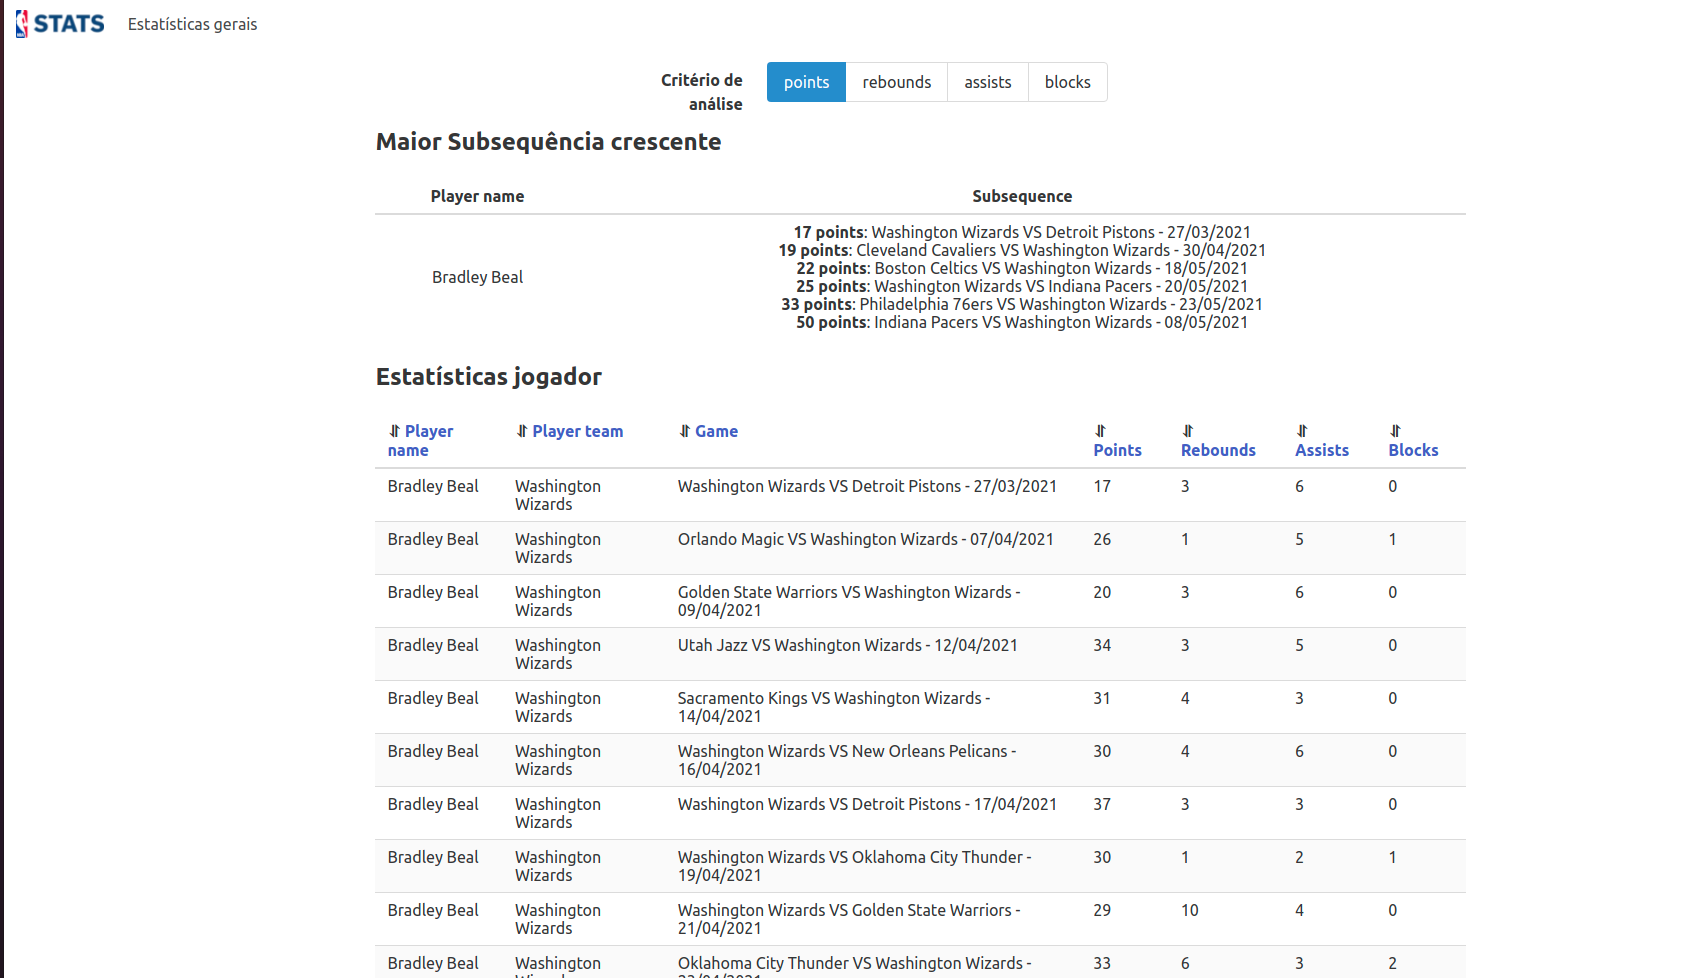 STATS Estatísticas gerais
Critério de
análise
points rebounds assists blocks
Maior Subsequência crescente
Player name Subsequence
17 points: Washington Wizards VS Detroit Pistons - 27/03/2021
19 points: Cleveland Cavaliers VS Washington Wizards - 30/04/2021
22 points: Boston Celtics VS Washington Wizards - 18/05/2021
Bradley Beal
25 points: Washington Wizards VS Indiana Pacers - 20/05/2021
33 points: Philadelphia 76ers VS Washington Wizards - 23/05/2021
50 points: Indiana Pacers VS Washington Wizards - 08/05/2021
Estatísticas jogador
Player name Player team Game Points Rebounds Assists Blocks
Bradley Beal Washington Wizards Washington Wizards VS Detroit Pistons - 27/03/2021 17 3 6 0
Bradley Beal Washington Wizards Orlando Magic VS Washington Wizards - 07/04/2021 26 1 5 1
Bradley Beal Washington Wizards Golden State Warriors VS Washington Wizards - 09/04/2021 20 3 6 0
Bradley Beal Washington Wizards Utah Jazz VS Washington Wizards - 12/04/2021 34 3 5 0
Bradley Beal Washington Wizards Sacramento Kings VS Washington Wizards - 14/04/2021 31 4 3 0
Bradley Beal Washington Wizards Washington Wizards VS New Orleans Pelicans - 16/04/2021 30 4 6 0
Bradley Beal Washington Wizards Washington Wizards VS Detroit Pistons - 17/04/2021 37 3 3 0
Bradley Beal Washington Wizards Washington Wizards VS Oklahoma City Thunder - 19/04/2021 30 1 2 1
Bradley Beal Washington Wizards Washington Wizards VS Golden State Warriors - 21/04/2021 29 10 4 0
Bradley Beal Washington Oklahoma City Thunder VS Washington Wizards - 33 6 3 2